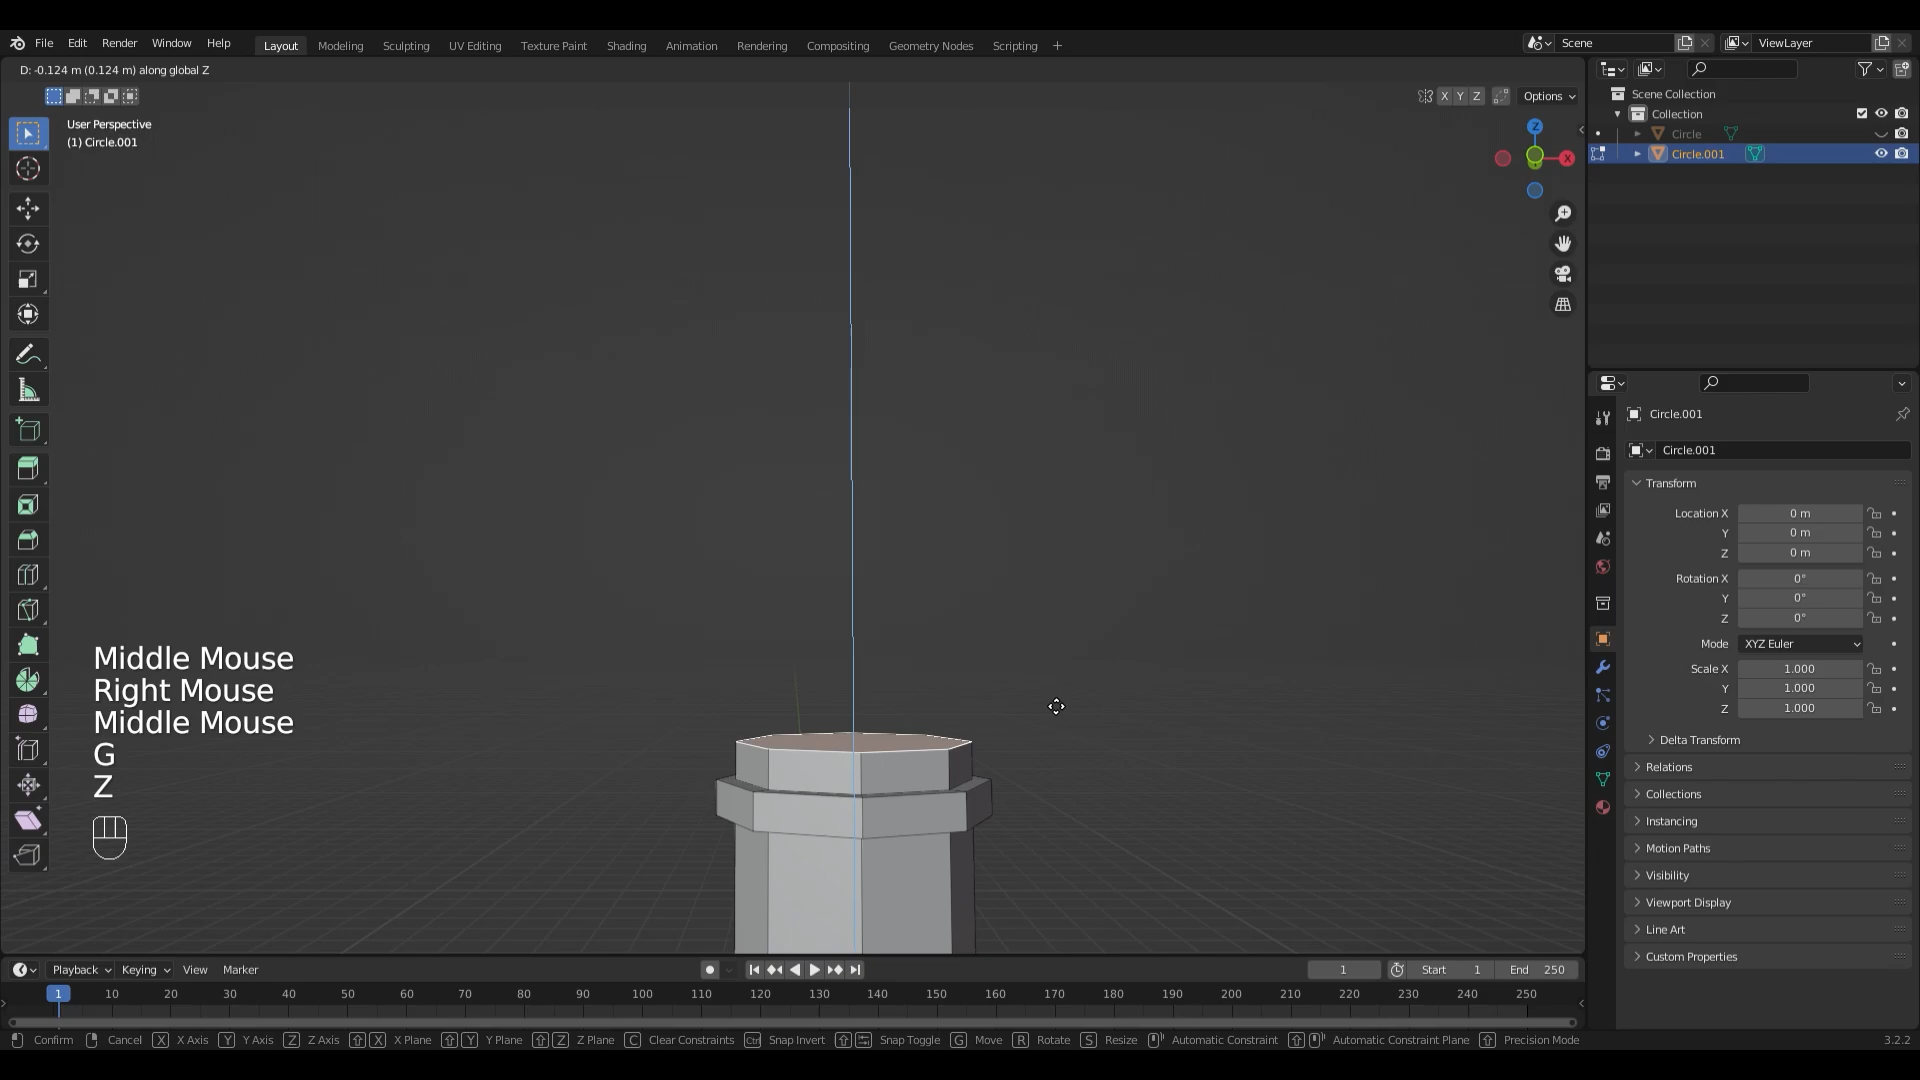 File Edit Render Window Help Layout Modeling Sculpting UV Editing Texture Paint Shading Animation Rendering Compositing Geometry Nodes Scripting + Scene ViewLayer
D: -0.124 m (0.124 m) along global Z
X Y Z Options
User Perspective
(1) Circle.001
Z
X
Scene Collection
Collection
Circle
Circle.001
Circle.001
Circle.001
Transform
Location X 0 m
Y 0 m
Z 0 m
Rotation X 0°
Y 0°
Z 0°
Mode XYZ Euler
Scale X 1.000
Y 1.000
Z 1.000
Delta Transform
Relations
Collections
Instancing
Motion Paths
Visibility
Viewport Display
Line Art
Custom Properties
Middle Mouse
Right Mouse
Middle Mouse
G
Z
Playback Keying View Marker 1 Start 1 End 250
1 10 20 30 40 50 60 70 80 90 100 110 120 130 140 150 160 170 180 190 200 210 220 230 240 250
Confirm Cancel X X Axis Y Y Axis Z Z Axis X X Plane Y Y Plane Z Z Plane C Clear Constraints Ctrl Snap Invert Snap Toggle G Move R Rotate S Resize Automatic Constraint Automatic Constraint Plane Precision Mode 3.2.2